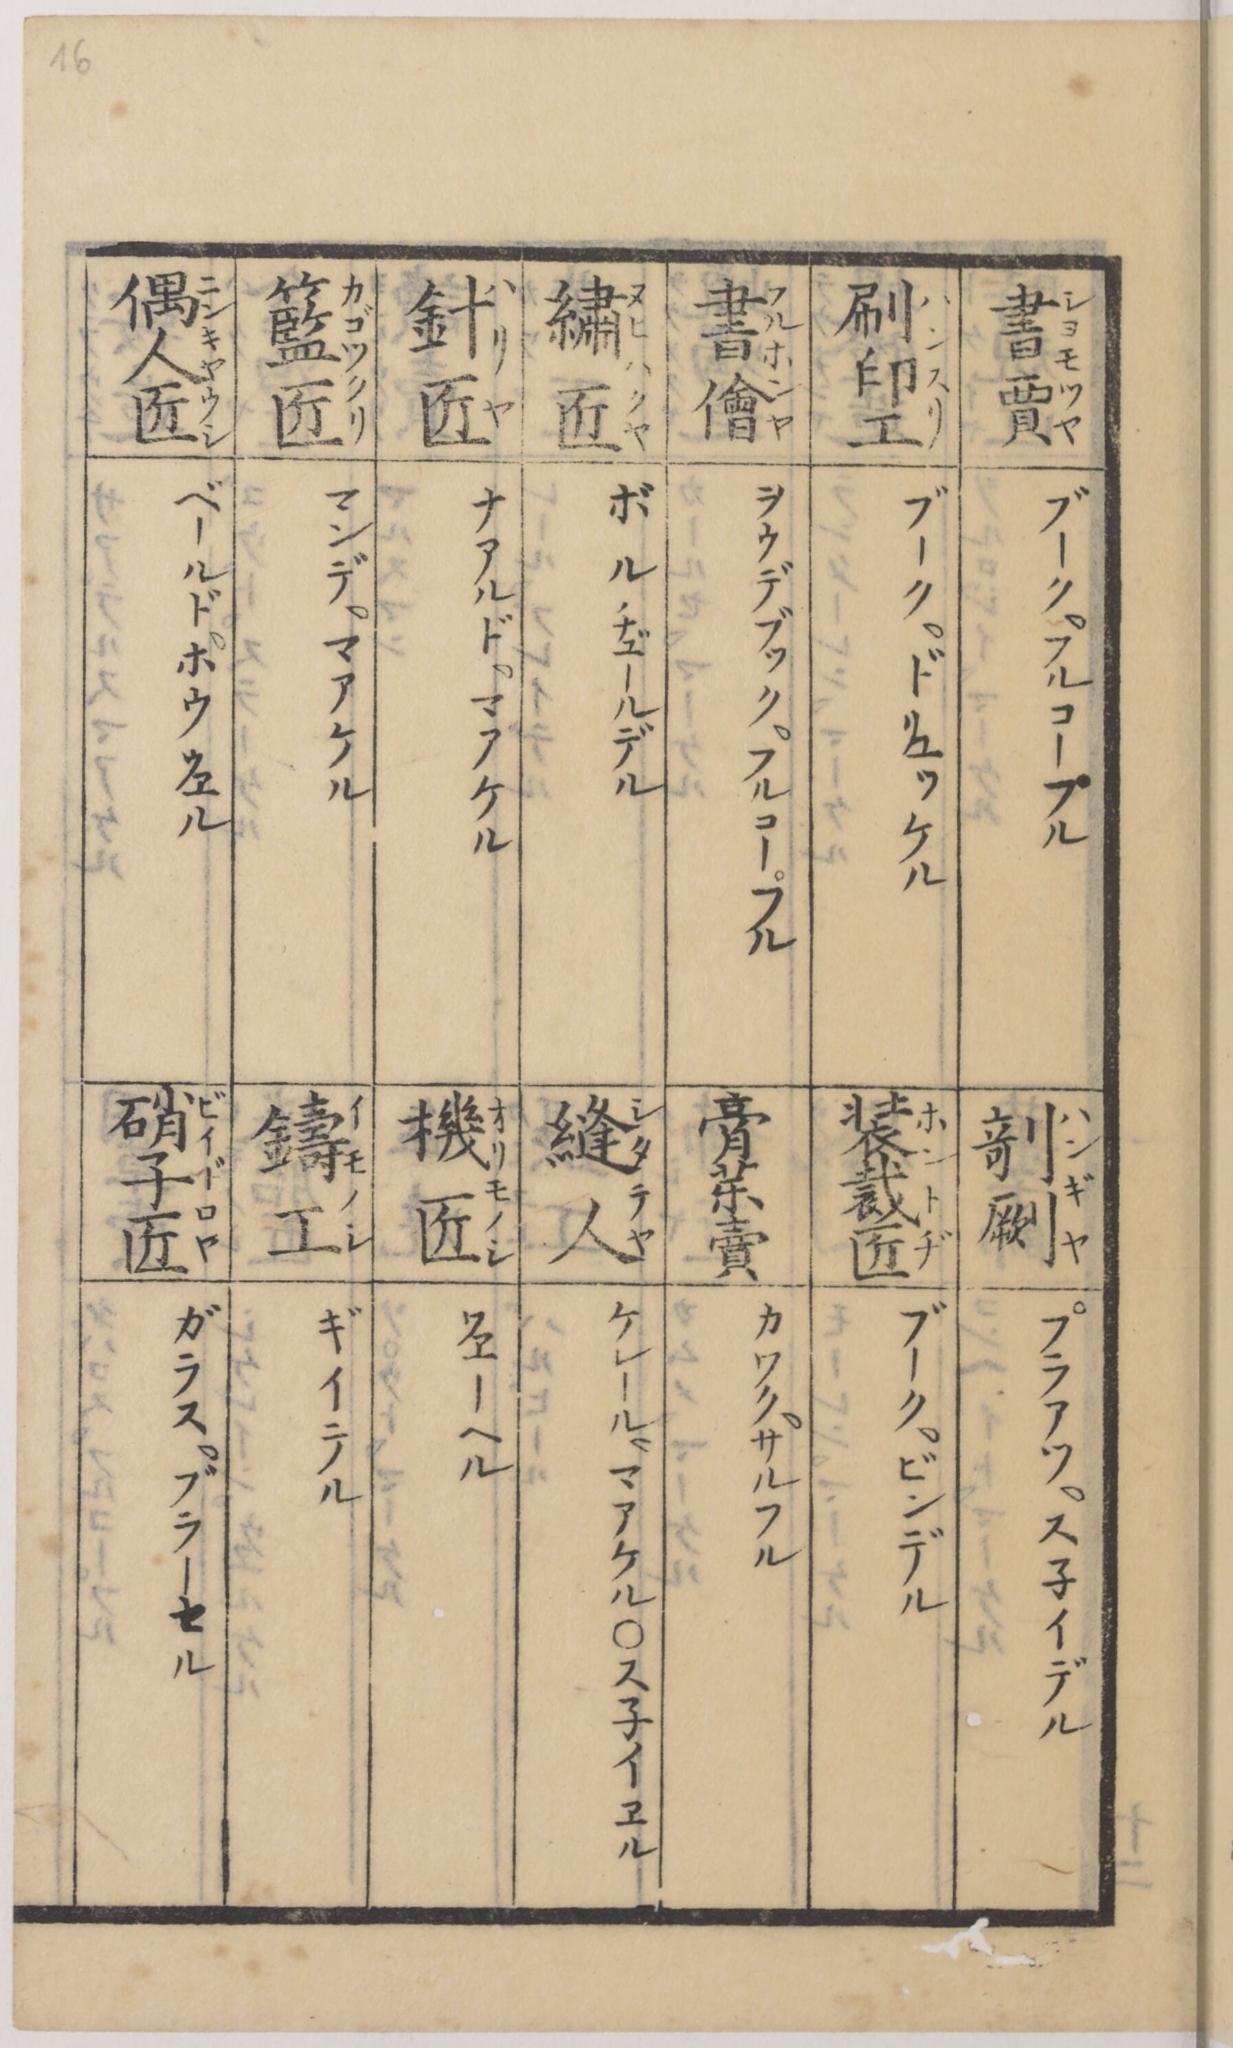 16
書賈 ショモツヤ
ブーク。フルコープル
剞劂 ハンギヤ
プラアツ。ス子イデル
刷印工 ハンスリ
ブーク。ドリユッケル
装裁匠 ホントヂ
ブーク。ビンデル
書儈 フルホンヤ
ヲウデブック。フルコープル
膏薬賣
カワク。サルフル
繡匠 ヌヒハクヤ
ボルヂユールデル
縫人 シタテヤ
ケレール。マアケル〇ス子イヱル
針匠 ハリヤ
ナアルド。マアケル
機匠 オリモノシ
ヱーヘル
籃匠 カゴツクリ
マンデ。マアケル
鑄工 イモノシ
ギイテル
偶人匠 ニンキヤウシ
ベールドホウヱル
硝子匠 ビイドロヤ
ガラス。ブラーセル